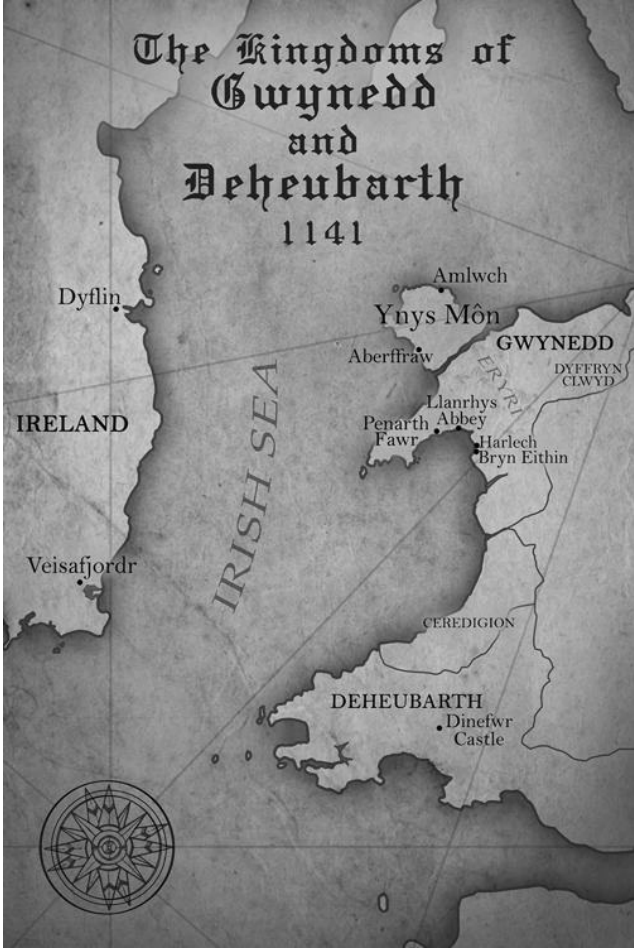 The Kingdoms of
Gwynedd
and
Deheubarth
1141
Amlwch
Dyflin
Ynys Môn
GWYNEDD
Aberffraw
ERYRI
DYFFRYN
CLWYD
IRELAND
Llanrhys
Abbey
Penarth
Fawr
Harlech
Bryn Eithin
IRISH SEA
Veisafjordr
CEREDIGION
DEHEUBARTH
Dinefwr
Castle